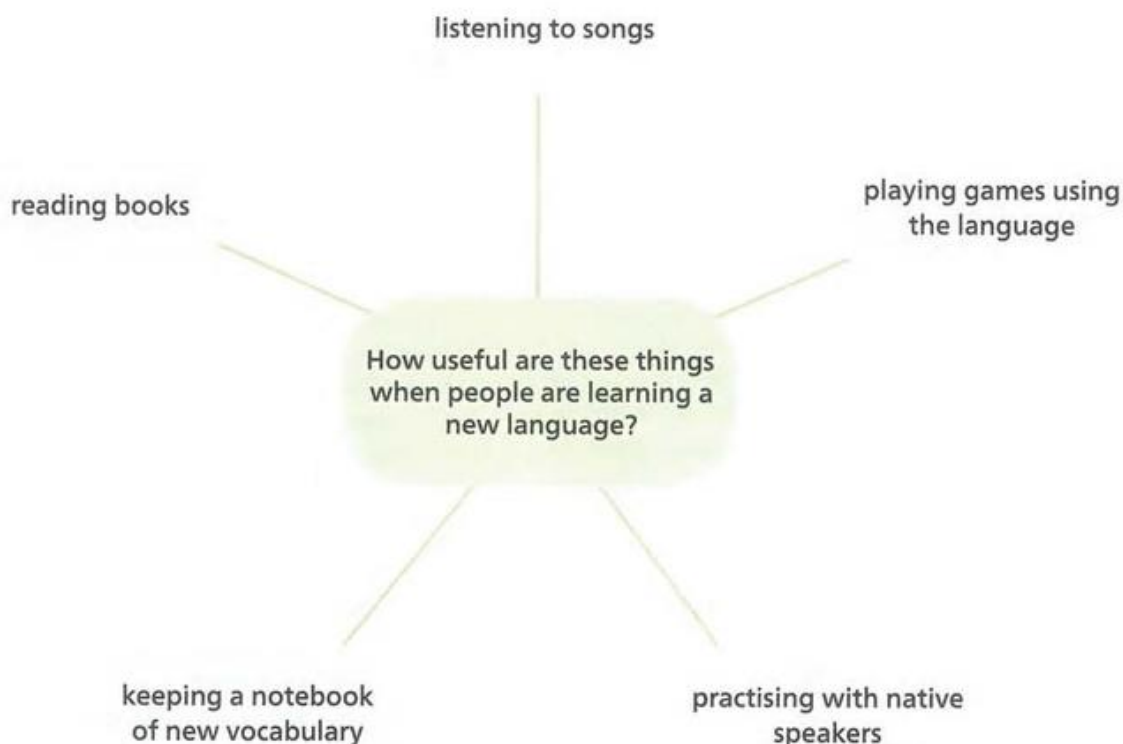 listening to songs
reading books
playing games using
the language
How useful are these things
when people are learning a
new language?
keeping a notebook
of new vocabulary
practising with native
speakers